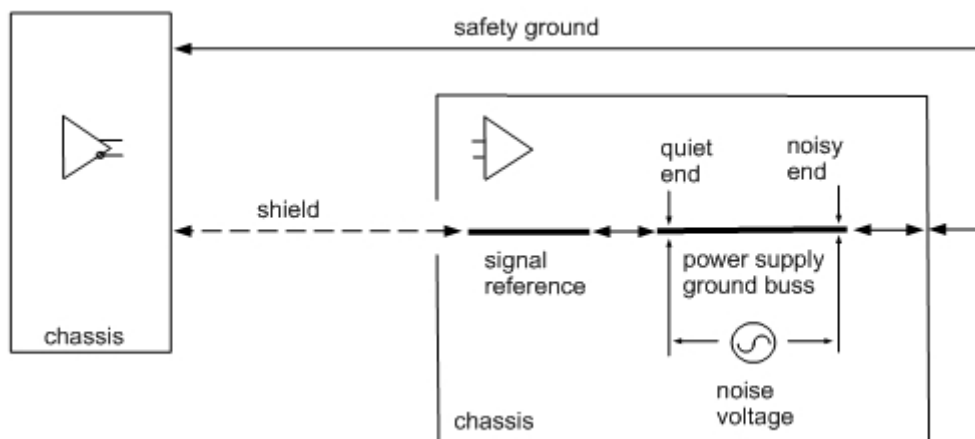 safety ground
quiet
end
noisy
end
shield
signal
reference
power supply
ground buss
chassis
noise
voltage
chassis